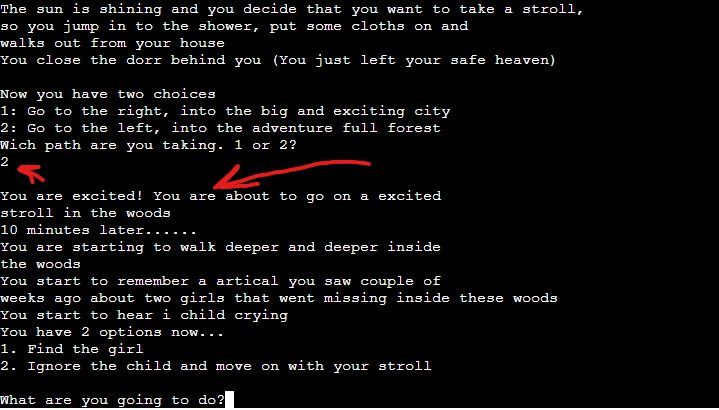 The sun is shining and you decide that you want to take a stroll,
so you jump in to the shower, put some cloths on and
walks out from your house
You close the dorr behind you (You just left your safe heaven)
Now you have two choices
1: Go to the right, into the big and exciting city
2: Go to the left, into the adventure full forest
Wich path are you taking. 1 or 2?
2
You are excited! You are about to go on a excited
stroll in the woods
10 minutes later......
You are starting to walk deeper and deeper inside
the woods
You start to remember a artical you saw couple of
weeks ago about two girls that went missing inside these woods
You start to hear i child crying
You have 2 options now...
1. Find the girl
2. Ignore the child and move on with your stroll
What are you going to do?